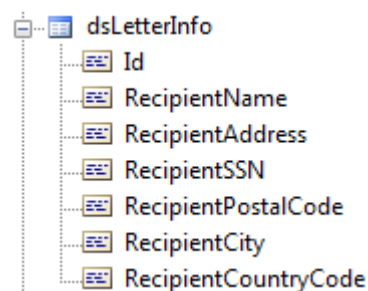 dsLetterInfo
Id
RecipientName
RecipientAddress
RecipientSSN
RecipientPostalCode
RecipientCity
RecipientCountryCode